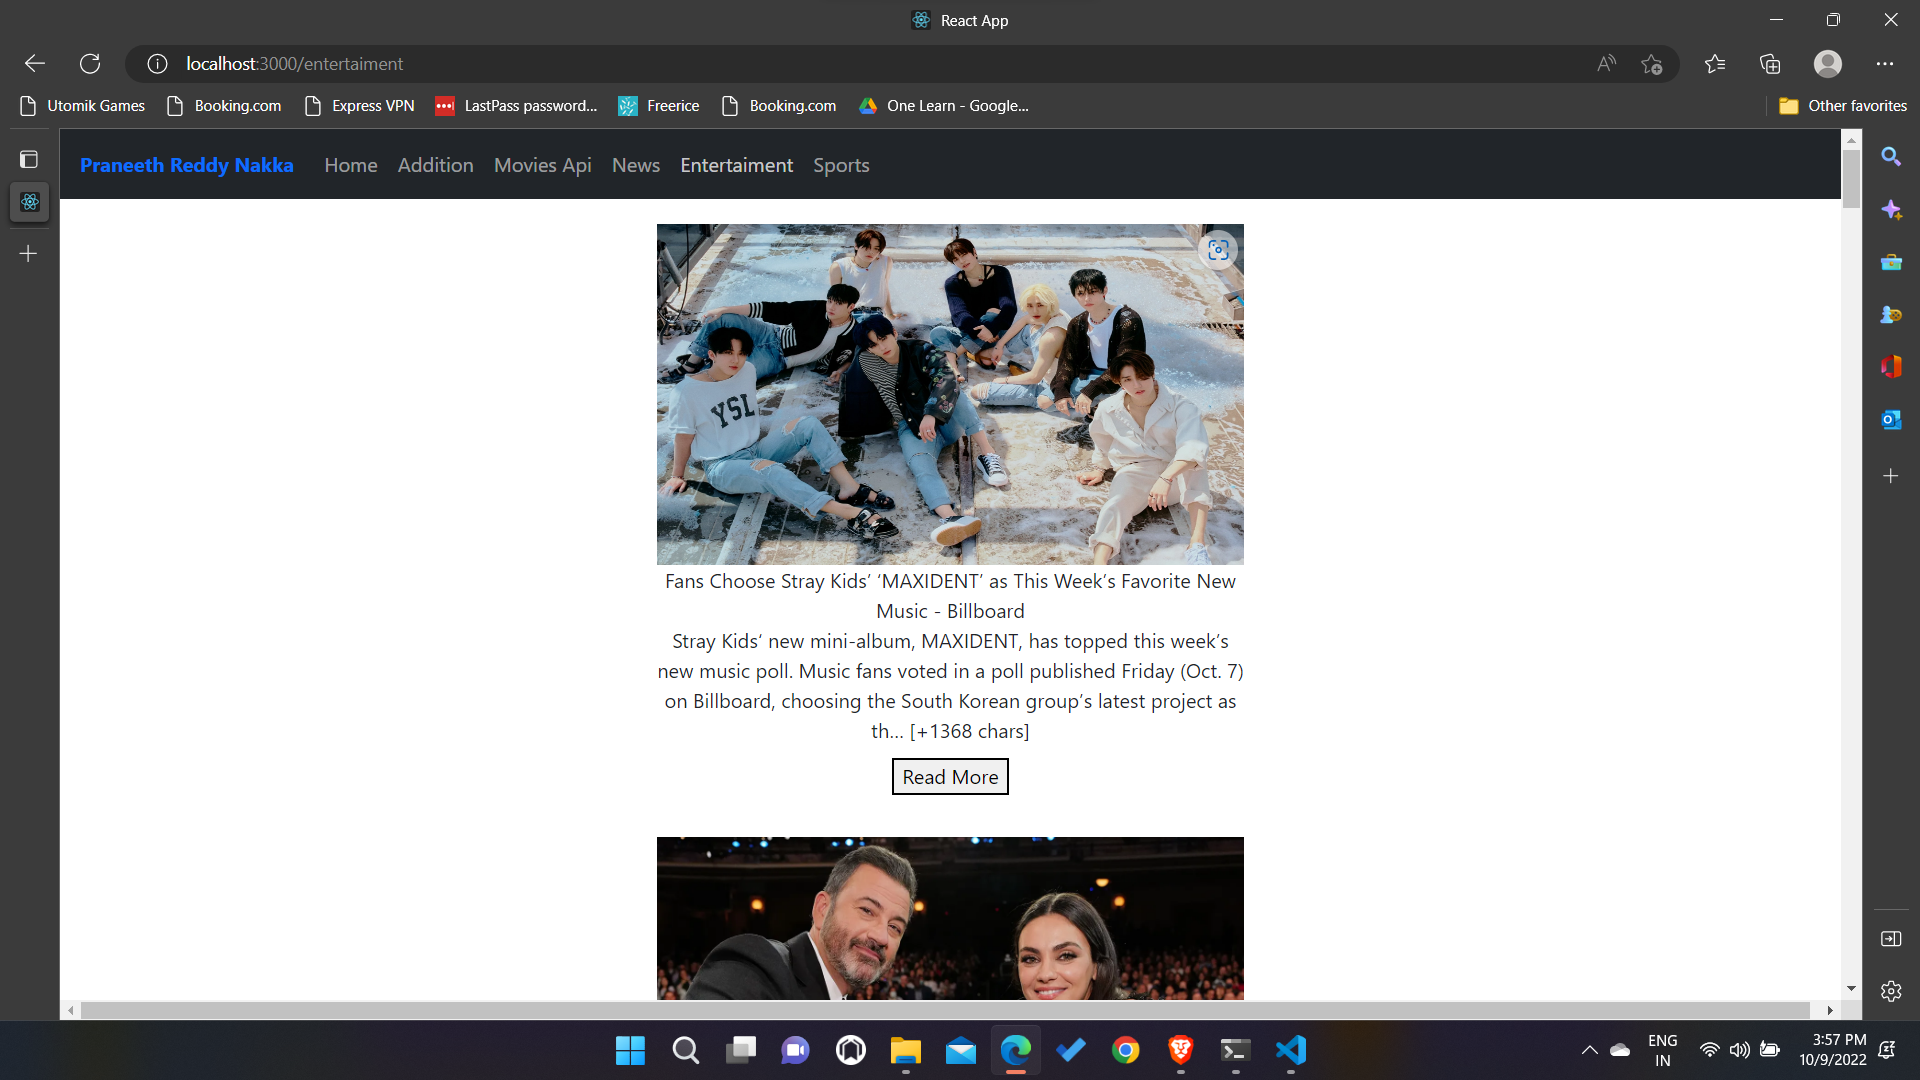 React App
localhost:3000/entertaiment
Utomik Games
Booking.com
Express VPN
LastPass password...
Freerice
Booking.com
One Learn - Google...
Other favorites
Praneeth Reddy Nakka
Home
Addition
Movies Api
News
Entertaiment
Sports
YSL
Fans Choose Stray Kids’ ‘MAXIDENT’ as This Week’s Favorite New
Music - Billboard
Stray Kids‘ new mini-album, MAXIDENT, has topped this week’s
new music poll. Music fans voted in a poll published Friday (Oct. 7)
on Billboard, choosing the South Korean group’s latest project as
th… [+1368 chars]
Read More
ENG
IN
3:57 PM
10/9/2022